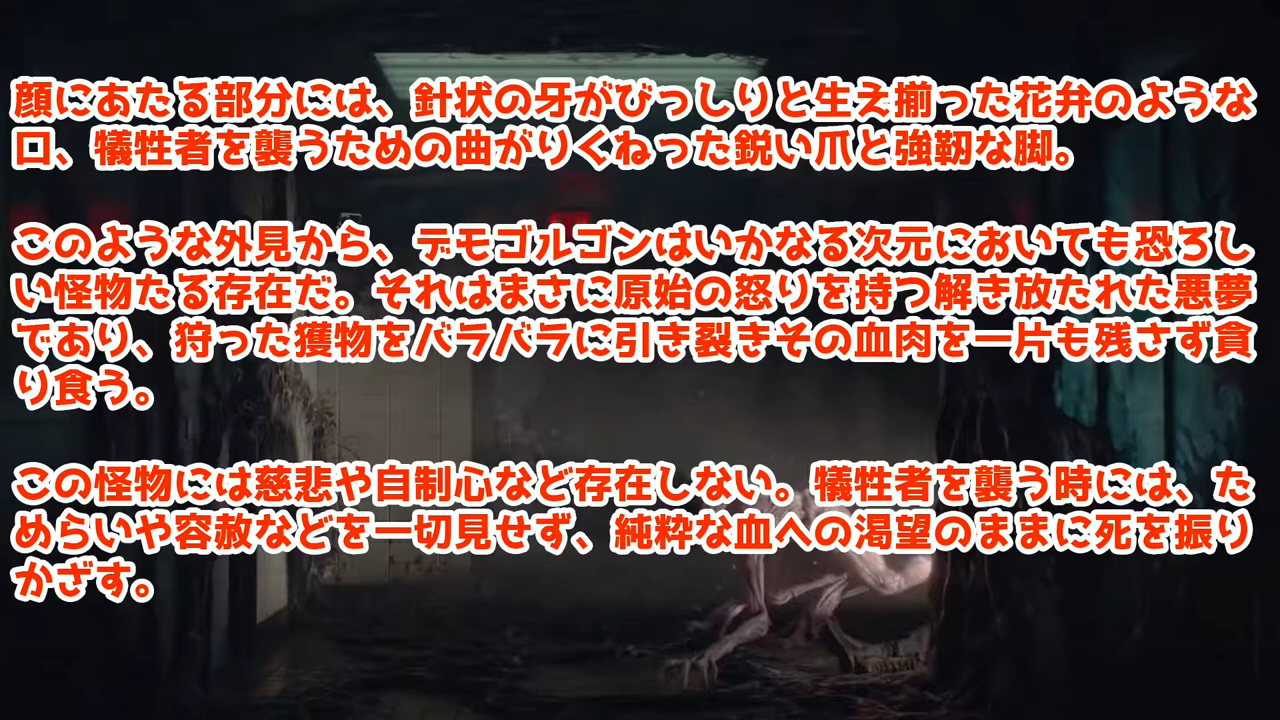 顔にあたる部分には、針状の牙がびっしりと生え揃った花弁のような
口、犠牲者を襲うための曲がりくねった鋭い爪と強靭な脚。
このような外見から、デモゴルゴンはいかなる次元においても恐ろし
い怪物たる存在だ。それはまさに原始の怒りを持つ解き放たれた悪夢
であり、狩った獲物をバラバラに引き裂きその血肉を一片も残さず貪
り食う。
この怪物には慈悲や自制心など存在しない。犠牲者を襲う時には、た
めらいや容赦などを一切見せず、純粋な血への渇望のままに死を振り
かざす。